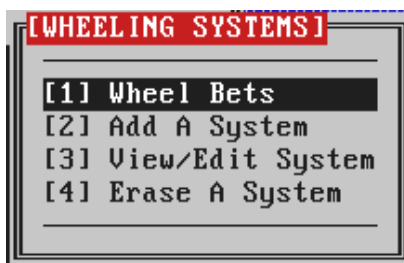 [WHEELING SYSTEMS]
[1] Wheel Bets
[2] Add A System
[3] View/Edit System
[4] Erase A System